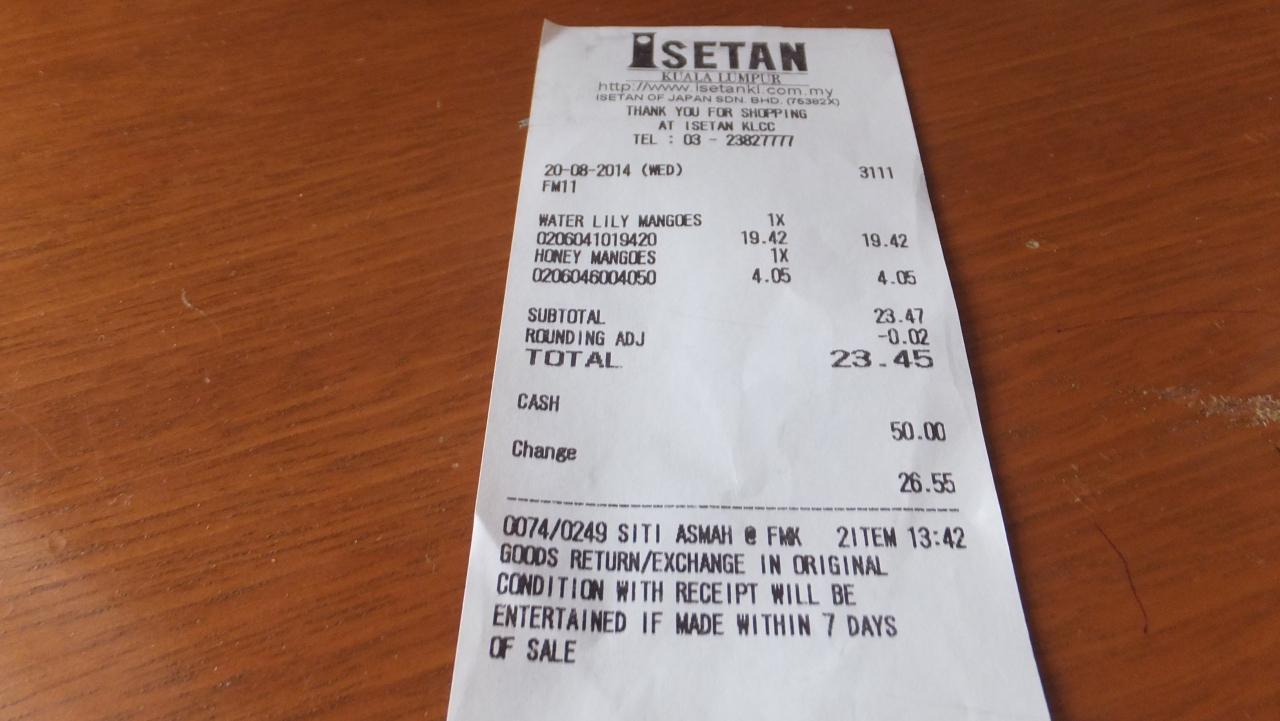 ISETAN
KUALA LUMPUR
http://www.isetankl.com.my
ISETAN OF JAPAN SDN. BHD. (75382X)
THANK YOU FOR SHOPPING
AT ISETAN KLCC
TEL : 03 - 23827777
20-08-2014 (WED) 3111
FM11
WATER LILY MANGOES 1X
0206041019420 19.42 19.42
HONEY MANGOES 1X
0206046004050 4.05 4.05
SUBTOTAL 23.47
ROUNDING ADJ -0.02
TOTAL 23.45
CASH
50.00
Change
26.55
0074/0249 SITI ASMAH @ FMK 2ITEM 13:42
GOODS RETURN/EXCHANGE IN ORIGINAL
CONDITION WITH RECEIPT WILL BE
ENTERTAINED IF MADE WITHIN 7 DAYS
OF SALE